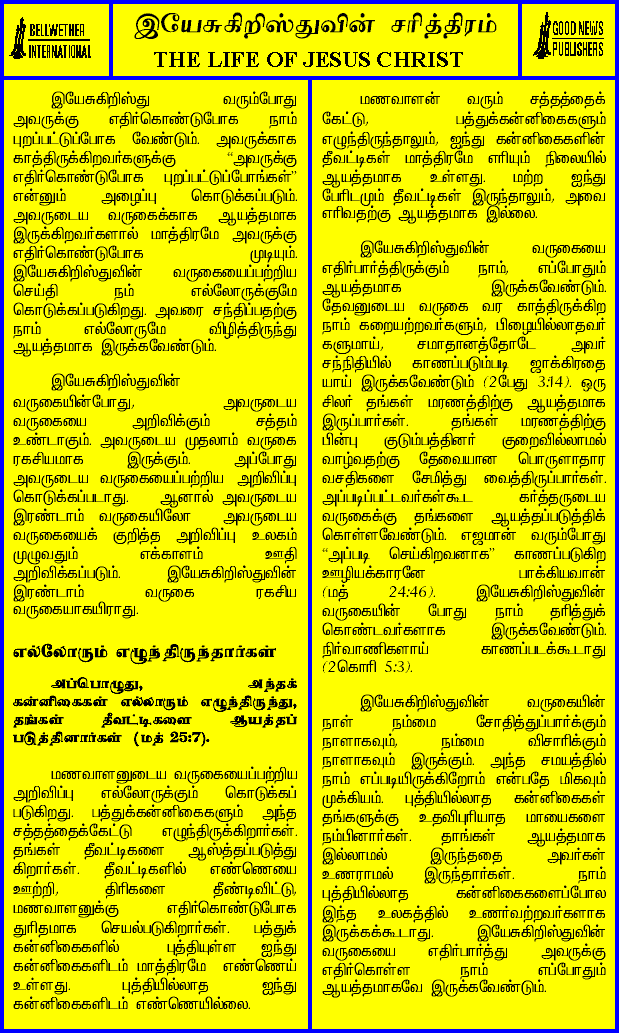 BELLWETHER
INTERNATIONAL
இயேசுகிறிஸ்துவின் சரித்திரம்
THE LIFE OF JESUS CHRIST
GOOD NEWS
PUBLISHERS
இயேசுகிறிஸ்து வரும்போது
அவருக்கு எதிர்கொண்டுபோக நாம்
புறப்பட்டுப்போக வேண்டும். அவருக்காக
காத்திருக்கிறவர்களுக்கு “அவருக்கு
எதிர்கொண்டுபோக புறப்பட்டுப்போங்கள்”
என்னும் அழைப்பு கொடுக்கப்படும்.
அவருடைய வருகைக்காக ஆயத்தமாக
இருக்கிறவர்களால் மாத்திரமே அவருக்கு
எதிர்கொண்டுபோக முடியும்.
இயேசுகிறிஸ்துவின் வருகையைப்பற்றிய
செய்தி நம் எல்லோருக்குமே
கொடுக்கப்படுகிறது. அவரை சந்திப்பதற்கு
நாம் எல்லோருமே விழித்திருந்து
ஆயத்தமாக இருக்கவேண்டும்.
இயேசுகிறிஸ்துவின்
வருகையின்போது, அவருடைய
வருகையை அறிவிக்கும் சத்தம்
உண்டாகும். அவருடைய முதலாம் வருகை
ரகசியமாக இருக்கும். அப்போது
அவருடைய வருகையைப்பற்றிய அறிவிப்பு
கொடுக்கப்படாது. ஆனால் அவருடைய
இரண்டாம் வருகையிலோ அவருடைய
வருகையைக் குறித்த அறிவிப்பு உலகம்
முழுவதும் எக்காளம் ஊதி
அறிவிக்கப்படும். இயேசுகிறிஸ்துவின்
இரண்டாம் வருகை ரகசிய
வருகையாகயிராது.
எல்லோரும் எழுந்திருந்தார்கள்
அப்பொழுது, அந்தக்
கன்னிகைகள் எல்லாரும் எழுந்திருந்து,
தங்கள் தீவட்டிகளை ஆயத்தப்
படுத்தினார்கள் (மத் 25:7).
மணவாளனுடைய வருகையைப்பற்றிய
அறிவிப்பு எல்லோருக்கும் கொடுக்கப்
படுகிறது. பத்துக்கன்னிகைகளும் அந்த
சத்தத்தைக்கேட்டு எழுந்திருக்கிறார்கள்.
தங்கள் தீவட்டிகளை ஆயத்தப்படுத்து
கிறார்கள். தீவட்டிகளில் எண்ணெயை
ஊற்றி, திரிகளை தீண்டிவிட்டு,
மணவாளனுக்கு எதிர்கொண்டுபோக
துரிதமாக செயல்படுகிறார்கள். பத்துக்
கன்னிகைகளில் புத்தியுள்ள ஐந்து
கன்னிகைகளிடம் மாத்திரமே எண்ணெய்
உள்ளது. புத்தியில்லாத ஐந்து
கன்னிகைகளிடம் எண்ணெயில்லை.
மணவாளன் வரும் சத்தத்தைக்
கேட்டு, பத்துக்கன்னிகைகளும்
எழுந்திருந்தாலும், ஐந்து கன்னிகைகளின்
தீவட்டிகள் மாத்திரமே எரியும் நிலையில்
ஆயத்தமாக உள்ளது. மற்ற ஐந்து
பேரிடமும் தீவட்டிகள் இருந்தாலும், அவை
எரிவதற்கு ஆயத்தமாக இல்லை.
இயேசுகிறிஸ்துவின் வருகையை
எதிர்பார்த்திருக்கும் நாம், எப்போதும்
ஆயத்தமாக இருக்கவேண்டும்.
தேவனுடைய வருகை வர காத்திருக்கிற
நாம் கறையற்றவர்களும், பிழையில்லாதவர்
களுமாய், சமாதானத்தோடே அவர்
சந்நிதியில் காணப்படும்படி ஜாக்கிரதை
யாய் இருக்கவேண்டும் (2பேது 3:14). ஒரு
சிலர் தங்கள் மரணத்திற்கு ஆயத்தமாக
இருப்பார்கள். தங்கள் மரணத்திற்கு
பின்பு குடும்பத்தினர் குறைவில்லாமல்
வாழ்வதற்கு தேவையான பொருளாதார
வசதிகளை சேமித்து வைத்திருப்பார்கள்.
அப்படிப்பட்டவர்கள்கூட கர்த்தருடைய
வருகைக்கு தங்களை ஆயத்தப்படுத்திக்
கொள்ளவேண்டும். எஜமான் வரும்போது
“அப்படி செய்கிறவனாக” காணப்படுகிற
ஊழியக்காரனே பாக்கியவான்
(மத் 24:46). இயேசுகிறிஸ்துவின்
வருகையின் போது நாம் தரித்துக்
கொண்டவர்களாக இருக்கவேண்டும்.
நிர்வாணிகளாய் காணப்படக்கூடாது
(2கொரி 5:3).
இயேசுகிறிஸ்துவின் வருகையின்
நாள் நம்மை சோதித்துப்பார்க்கும்
நாளாகவும், நம்மை விசாரிக்கும்
நாளாகவும் இருக்கும். அந்த சமயத்தில்
நாம் எப்படியிருக்கிறோம் என்பதே மிகவும்
முக்கியம். புத்தியில்லாத கன்னிகைகள்
தங்களுக்கு உதவிபுரியாத மாயைகளை
நம்பினார்கள். தாங்கள் ஆயத்தமாக
இல்லாமல் இருந்ததை அவர்கள்
உணராமல் இருந்தார்கள். நாம்
புத்தியில்லாத கன்னிகைகளைப்போல
இந்த உலகத்தில் உணர்வற்றவர்களாக
இருக்கக்கூடாது. இயேசுகிறிஸ்துவின்
வருகையை எதிர்பார்த்து அவருக்கு
எதிர்கொள்ள நாம் எப்போதும்
ஆயத்தமாகவே இருக்கவேண்டும்.